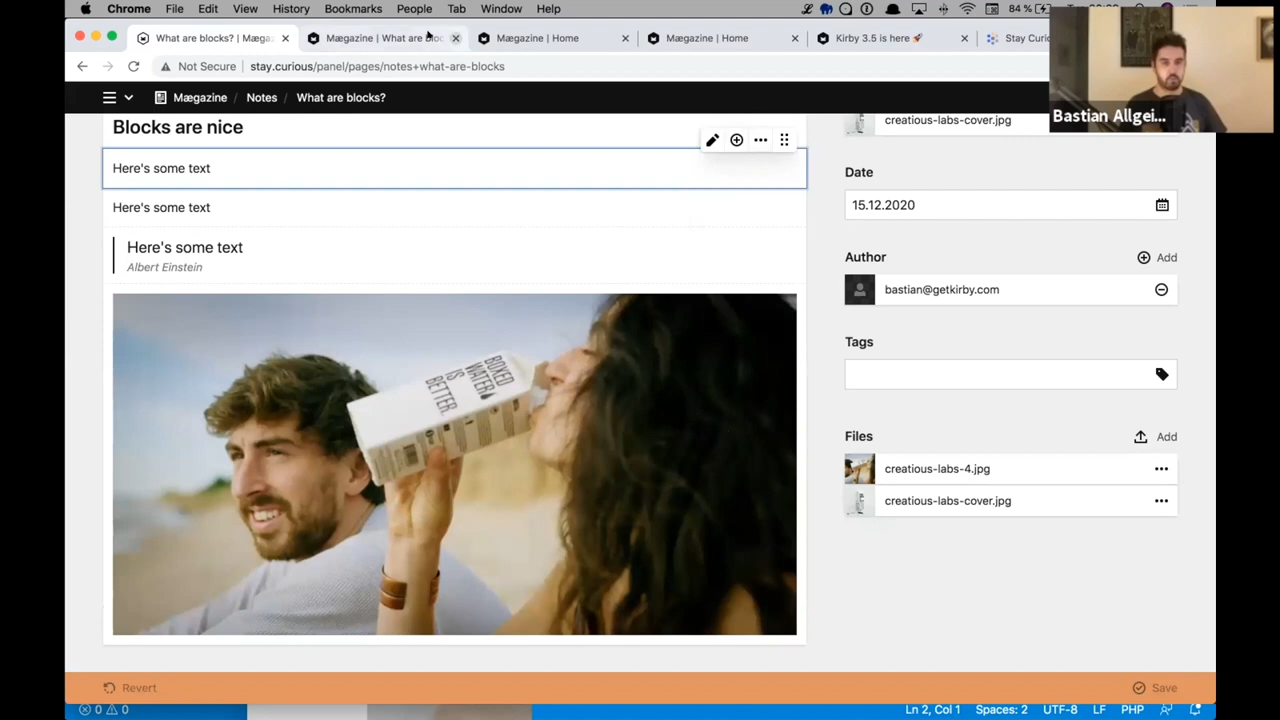 Chrome File Edit View History Bookmarks People Tab Window Help
84 %
What are blocks? | Mæga
Mægazine | What are bloc
Mægazine | Home
Mægazine | Home
Kirby 3.5 is here 🚀
Stay Curio
Not Secure stay.curious/panel/pages/notes+what-are-blocks
Mægazine / Notes / What are blocks?
Bastian Allgei...
Blocks are nice
Here's some text
Here's some text
Here's some text
Albert Einstein
BOXED
WATER
IS
BETTER.
creatious-labs-cover.jpg
Date
15.12.2020
Author
Add
bastian@getkirby.com
Tags
Files
Add
creatious-labs-4.jpg
creatious-labs-cover.jpg
Revert
Save
0 0
Ln 2, Col 1 Spaces: 2 UTF-8 LF PHP